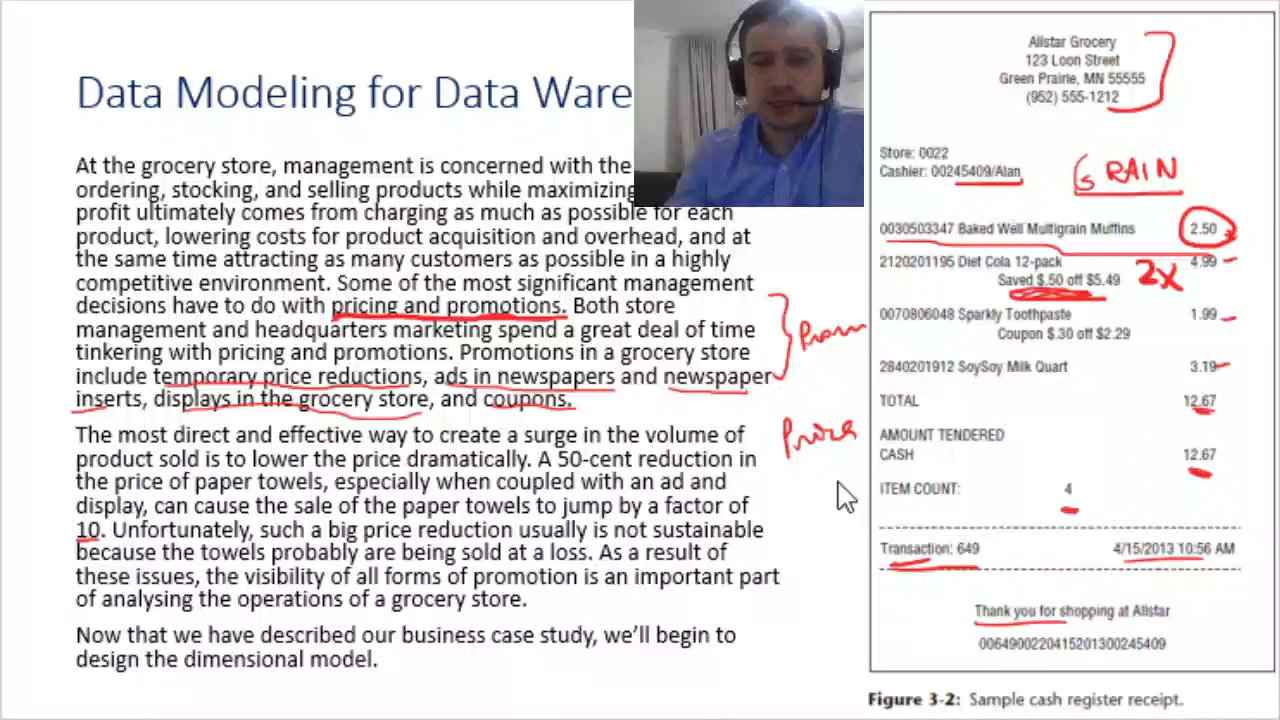 Data Modeling for Data Ware
At the grocery store, management is concerned with the
ordering, stocking, and selling products while maximizing
profit ultimately comes from charging as much as possible for each
product, lowering costs for product acquisition and overhead, and at
the same time attracting as many customers as possible in a highly
competitive environment. Some of the most significant management
decisions have to do with pricing and promotions. Both store
management and headquarters marketing spend a great deal of time
tinkering with pricing and promotions. Promotions in a grocery store
include temporary price reductions, ads in newspapers and newspaper
inserts, displays in the grocery store, and coupons.
The most direct and effective way to create a surge in the volume of
product sold is to lower the price dramatically. A 50-cent reduction in
the price of paper towels, especially when coupled with an ad and
display, can cause the sale of the paper towels to jump by a factor of
10. Unfortunately, such a big price reduction usually is not sustainable
because the towels probably are being sold at a loss. As a result of
these issues, the visibility of all forms of promotion is an important part
of analysing the operations of a grocery store.
Now that we have described our business case study, we’ll begin to
design the dimensional model.
Prom
Price
Allstar Grocery
123 Loon Street
Green Prairie, MN 55555
(952) 555-1212
Store: 0022
Cashier: 00245409/Alan
GRAIN
0030503347 Baked Well Multigrain Muffins 2.50
2120201195 Diet Cola 12-pack 4.99
Saved $.50 off $5.49
2x
0070806048 Sparkly Toothpaste 1.99
Coupon $.30 off $2.29
2840201912 SoySoy Milk Quart 3.19
TOTAL 12.67
AMOUNT TENDERED
CASH 12.67
ITEM COUNT: 4
Transaction: 649 4/15/2013 10:56 AM
Thank you for shopping at Allstar
0064900220415201300245409
Figure 3-2: Sample cash register receipt.